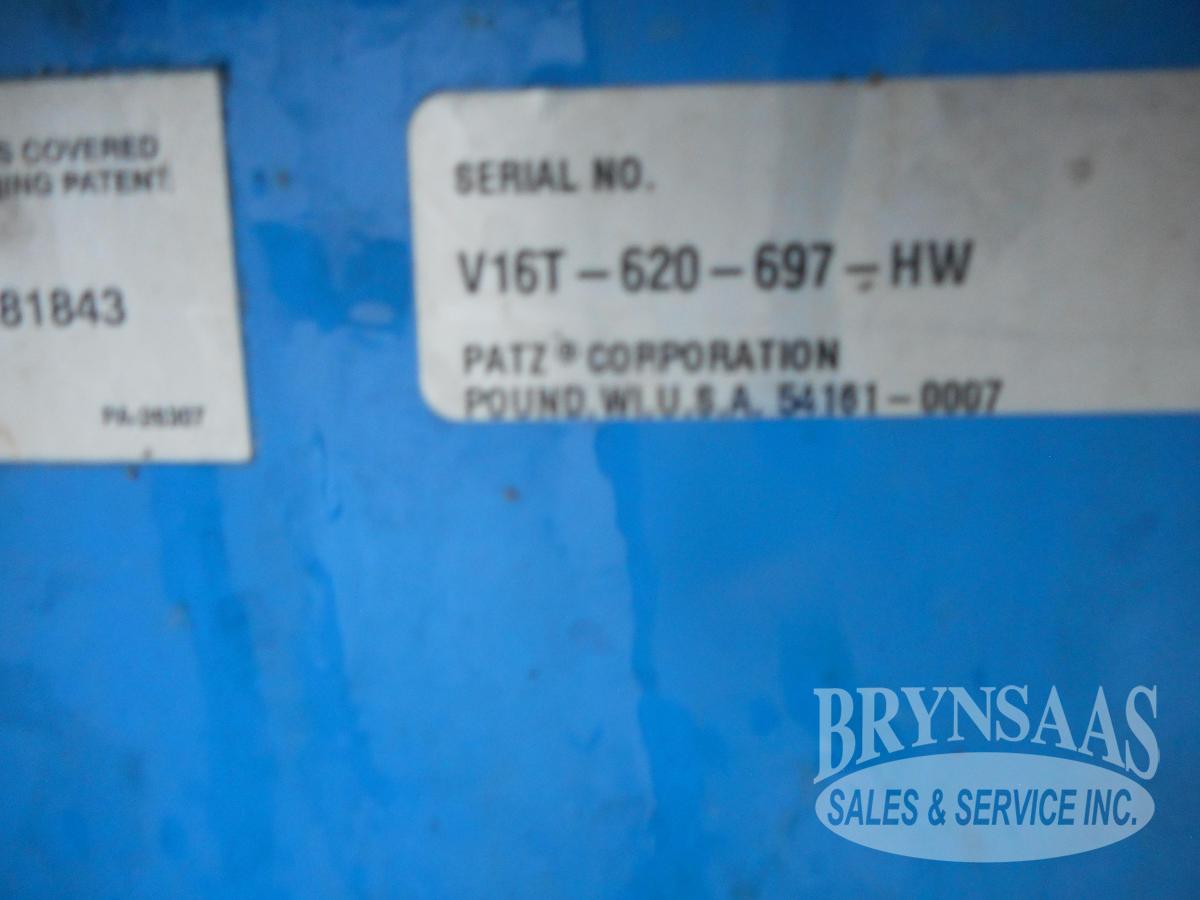 S COVERED
ING PATENT
81843
PA-26307
SERIAL NO.
V16T-620-697-HW
PATZ® CORPORATION
POUND, WI. U.S.A. 54161-0007
BRYNSAAS
SALES & SERVICE INC.